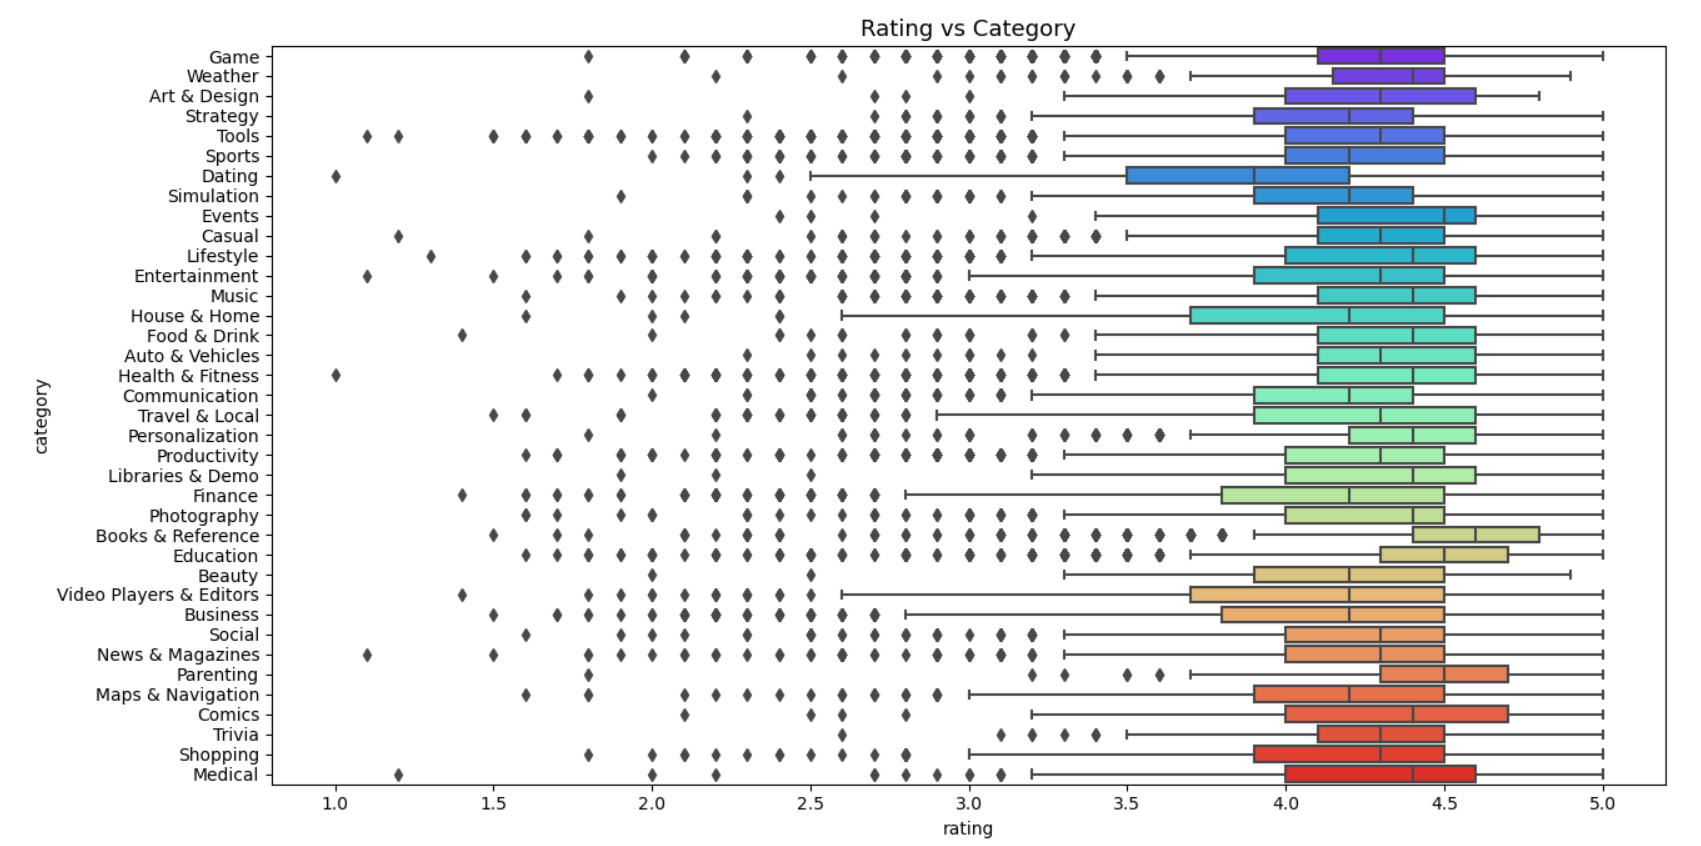 Rating vs Category
category
Game
Weather
Art & Design
Strategy
Tools
Sports
Dating
Simulation
Events
Casual
Lifestyle
Entertainment
Music
House & Home
Food & Drink
Auto & Vehicles
Health & Fitness
Communication
Travel & Local
Personalization
Productivity
Libraries & Demo
Finance
Photography
Books & Reference
Education
Beauty
Video Players & Editors
Business
Social
News & Magazines
Parenting
Maps & Navigation
Comics
Trivia
Shopping
Medical
1.0 1.5 2.0 2.5 3.0 3.5 4.0 4.5 5.0
rating